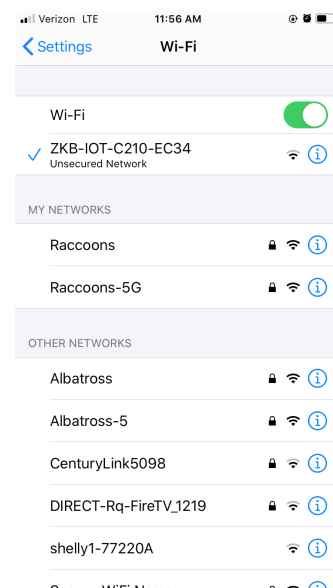 Verizon LTE 11:56 AM
Settings Wi-Fi
Wi-Fi
ZKB-IOT-C210-EC34
Unsecured Network
MY NETWORKS
Raccoons
Raccoons-5G
OTHER NETWORKS
Albatross
Albatross-5
CenturyLink5098
DIRECT-Rq-FireTV_1219
shelly1-77220A